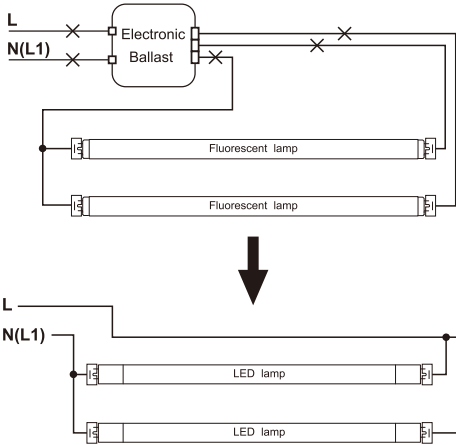 L
Electronic
N(L1)
Ballast
Fluorescent lamp
Fluorescent lamp
L
N(L1)
LED lamp
LED lamp